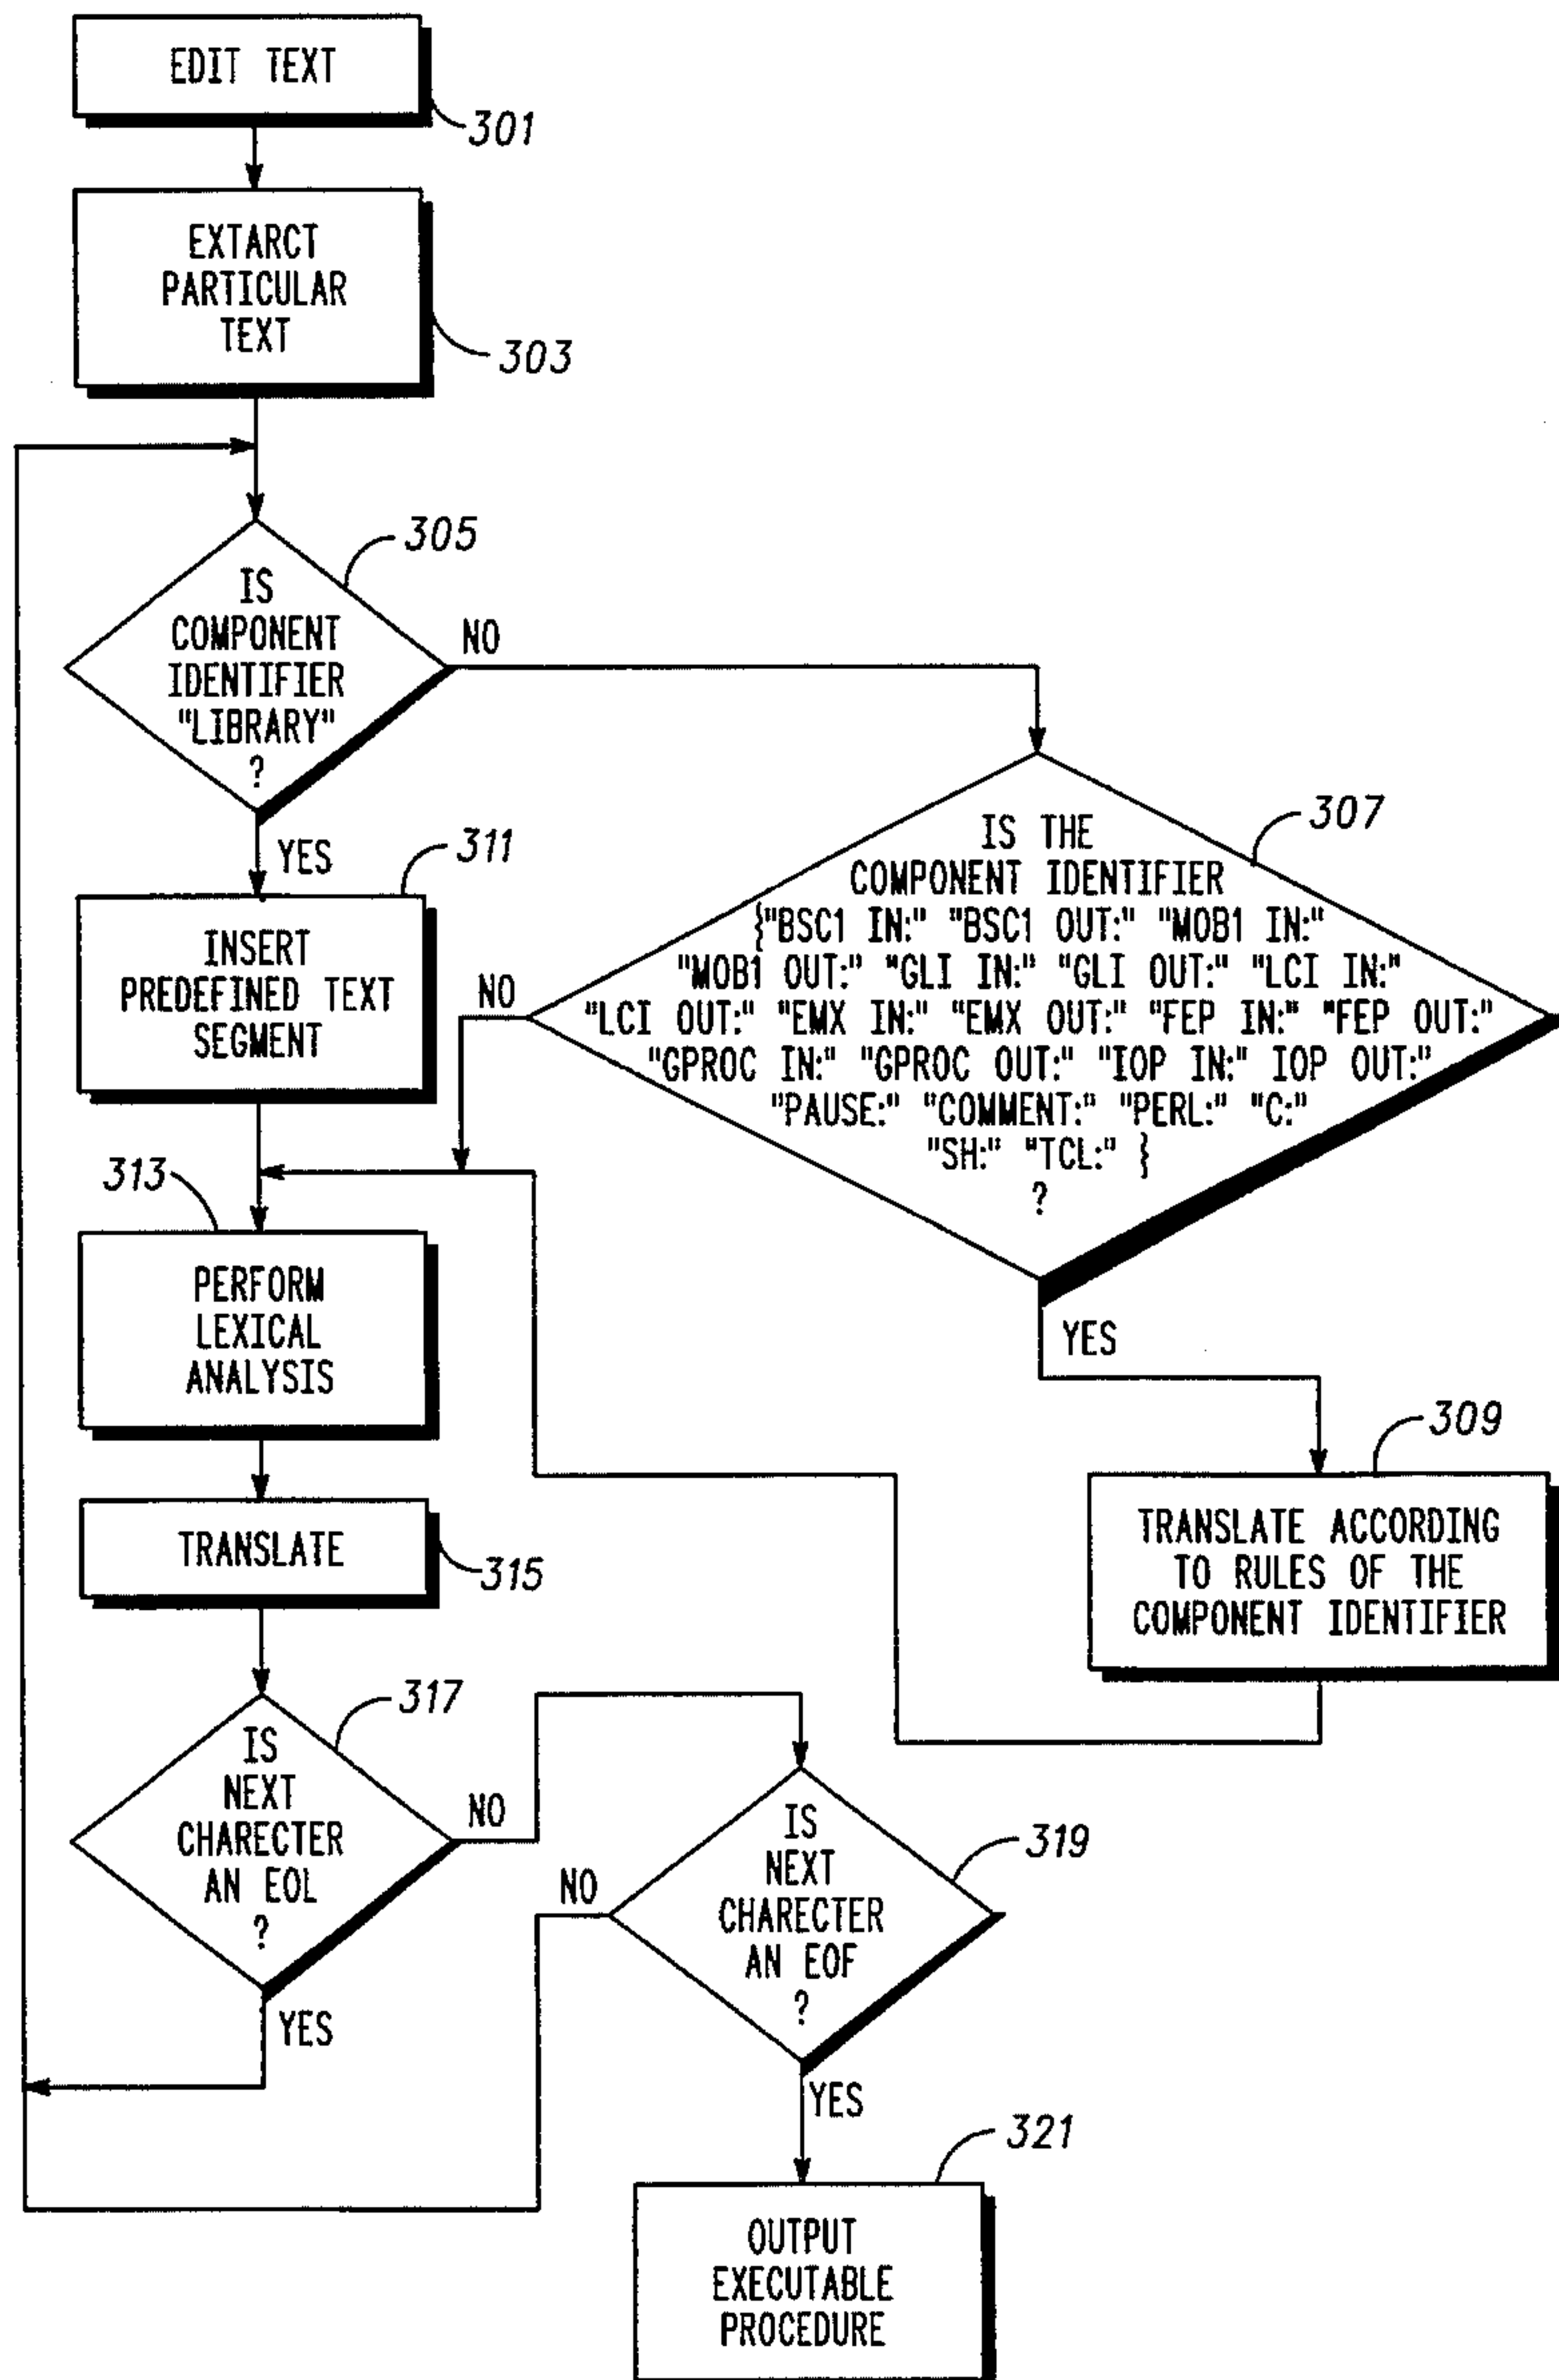 EDIT TEXT
301
EXTARCT
PARTICULAR
TEXT
303
305
IS
COMPONENT
IDENTIFIER
"LIBRARY"
?
NO
YES
307
IS THE
COMPONENT IDENTIFIER
{"BSC1 IN:" "BSC1 OUT:" "MOB1 IN:"
"MOB1 OUT:" "GLI IN:" "GLI OUT:" "LCI IN:"
"LCI OUT:" "EMX IN:" "EMX OUT:" "FEP IN:" "FEP OUT:"
"GPROC IN:" "GPROC OUT:" "IOP IN:" IOP OUT:"
"PAUSE:" "COMMENT:" "PERL:" "C:"
"SH:" "TCL:" }
?
NO
YES
311
INSERT
PREDEFINED TEXT
SEGMENT
313
PERFORM
LEXICAL
ANALYSIS
309
TRANSLATE ACCORDING
TO RULES OF THE
COMPONENT IDENTIFIER
TRANSLATE
315
317
IS
NEXT
CHARECTER
AN EOL
?
NO
YES
319
IS
NEXT
CHARECTER
AN EOF
?
NO
YES
321
OUTPUT
EXECUTABLE
PROCEDURE